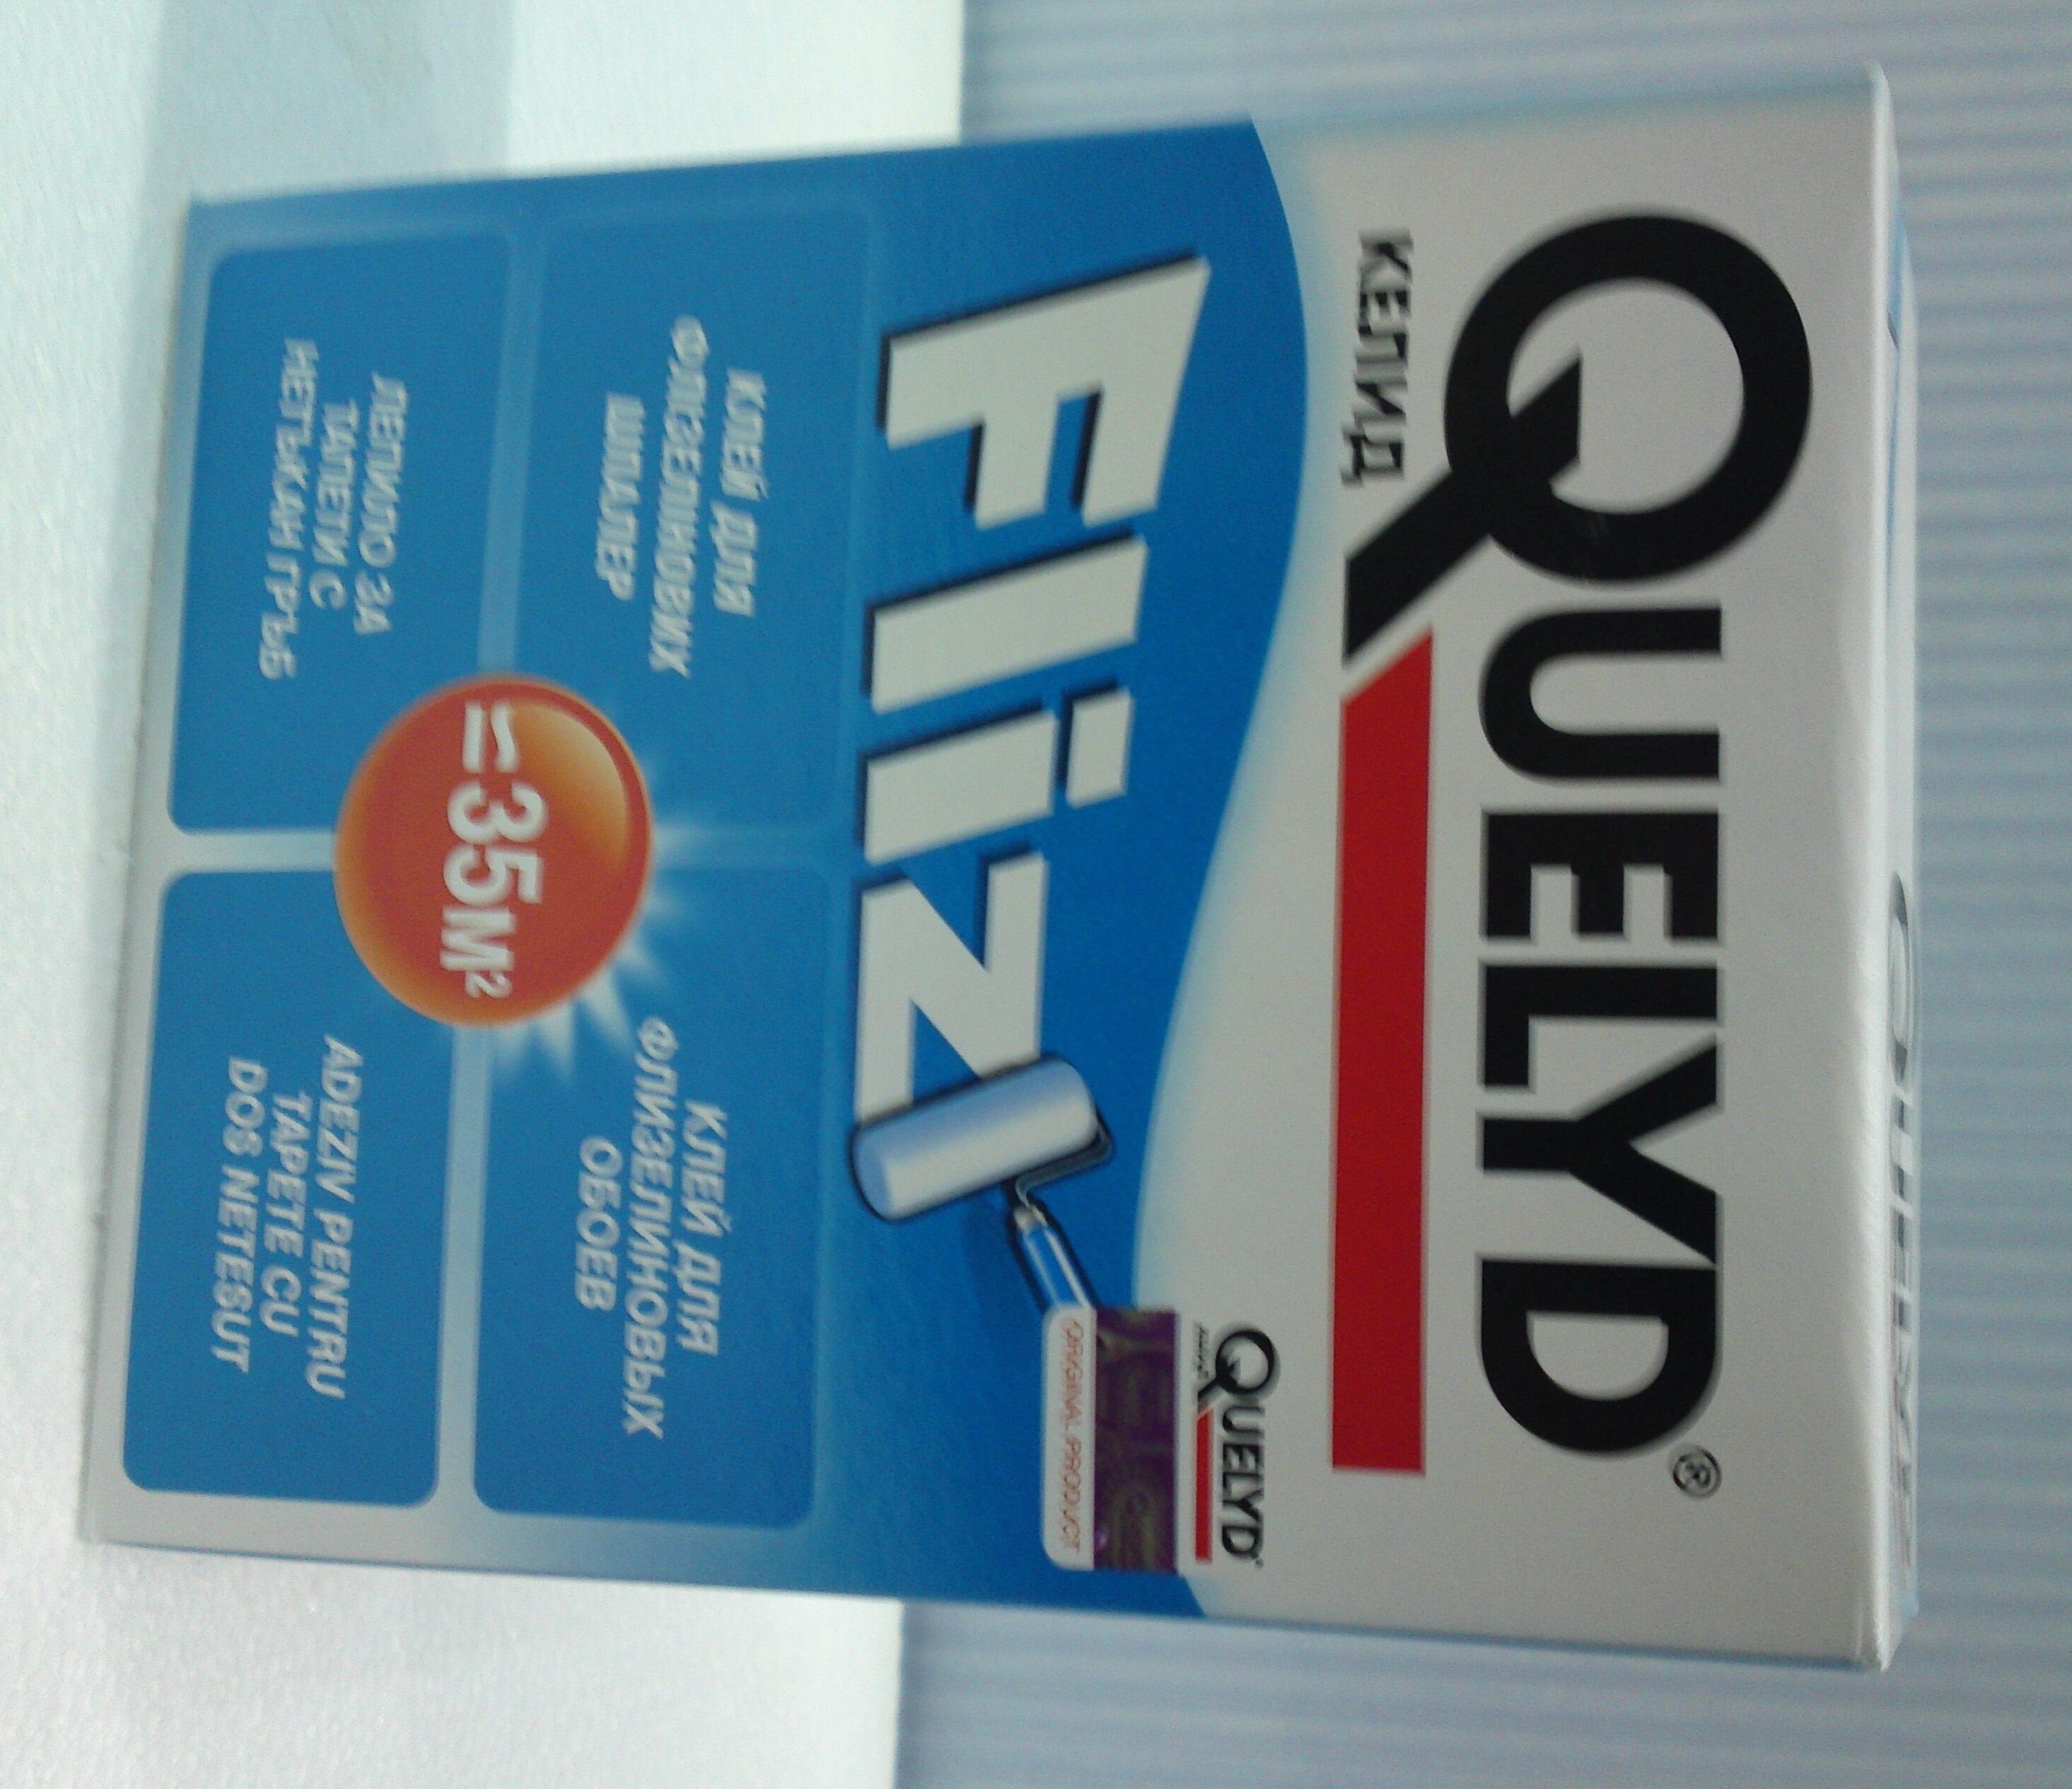 QUELYD®
КЕЛИД
QUELYD
ORIGINAL PRODUCT
Fliz
КЛЕЙ ДЛЯ
ФЛІЗЕЛІНОВИХ
ШПАЛЕР
КЛЕЙ ДЛЯ
ФЛИЗЕЛИНОВЫХ
ОБОЕВ
≈35М²
ЛЕПИЛО ЗА
ТАПЕТИ С
НЕТЪКАН ГРЪБ
ADEZIV PENTRU
TAPETE CU
DOS NETESUT